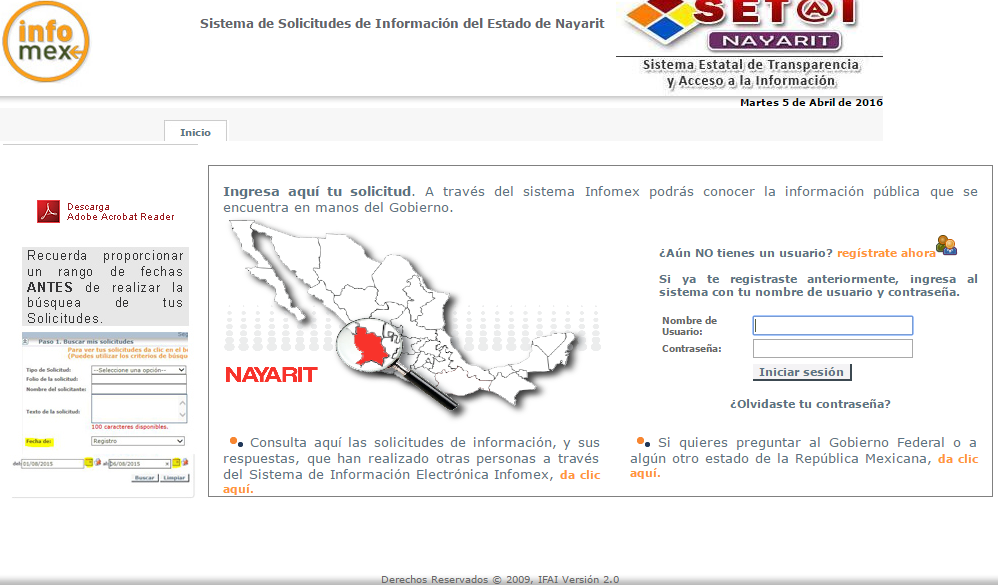 info
mex
Sistema de Solicitudes de Información del Estado de Nayarit
SET@I
NAYARIT
Sistema Estatal de Transparencia
y Acceso a la Información
Martes 5 de Abril de 2016
Inicio
Descarga
Adobe Acrobat Reader
Recuerda proporcionar
un rango de fechas
ANTES de realizar la
búsquea de tus
Solicitudes.
Paso 1. Buscar mis solicitudes
Para ver tus solicitudes da clic en el b
(Puedes utilizar los criterios de búsqu
Tipo de Solicitud: --Seleccione una opción--
Folio de la solicitud:
Nombre del solicitante:
Texto de la solicitud:
100 caracteres disponibles.
Fecha de: Registro
del 01/08/2015 al 08/08/2015
Buscar Limpiar
Ingresa aquí tu solicitud. A través del sistema Infomex podrás conocer la información pública que se
encuentra en manos del Gobierno.
NAYARIT
¿Aún NO tienes un usuario? regístrate ahora
Si ya te registraste anteriormente, ingresa al
sistema con tu nombre de usuario y contraseña.
Nombre de
Usuario:
Contraseña:
Iniciar sesión
¿Olvidaste tu contraseña?
Consulta aquí las solicitudes de información, y sus
respuestas, que han realizado otras personas a través
del Sistema de Información Electrónica Infomex, da clic
aquí.
Si quieres preguntar al Gobierno Federal o a
algún otro estado de la República Mexicana, da clic
aquí.
Derechos Reservados © 2009, IFAI Versión 2.0